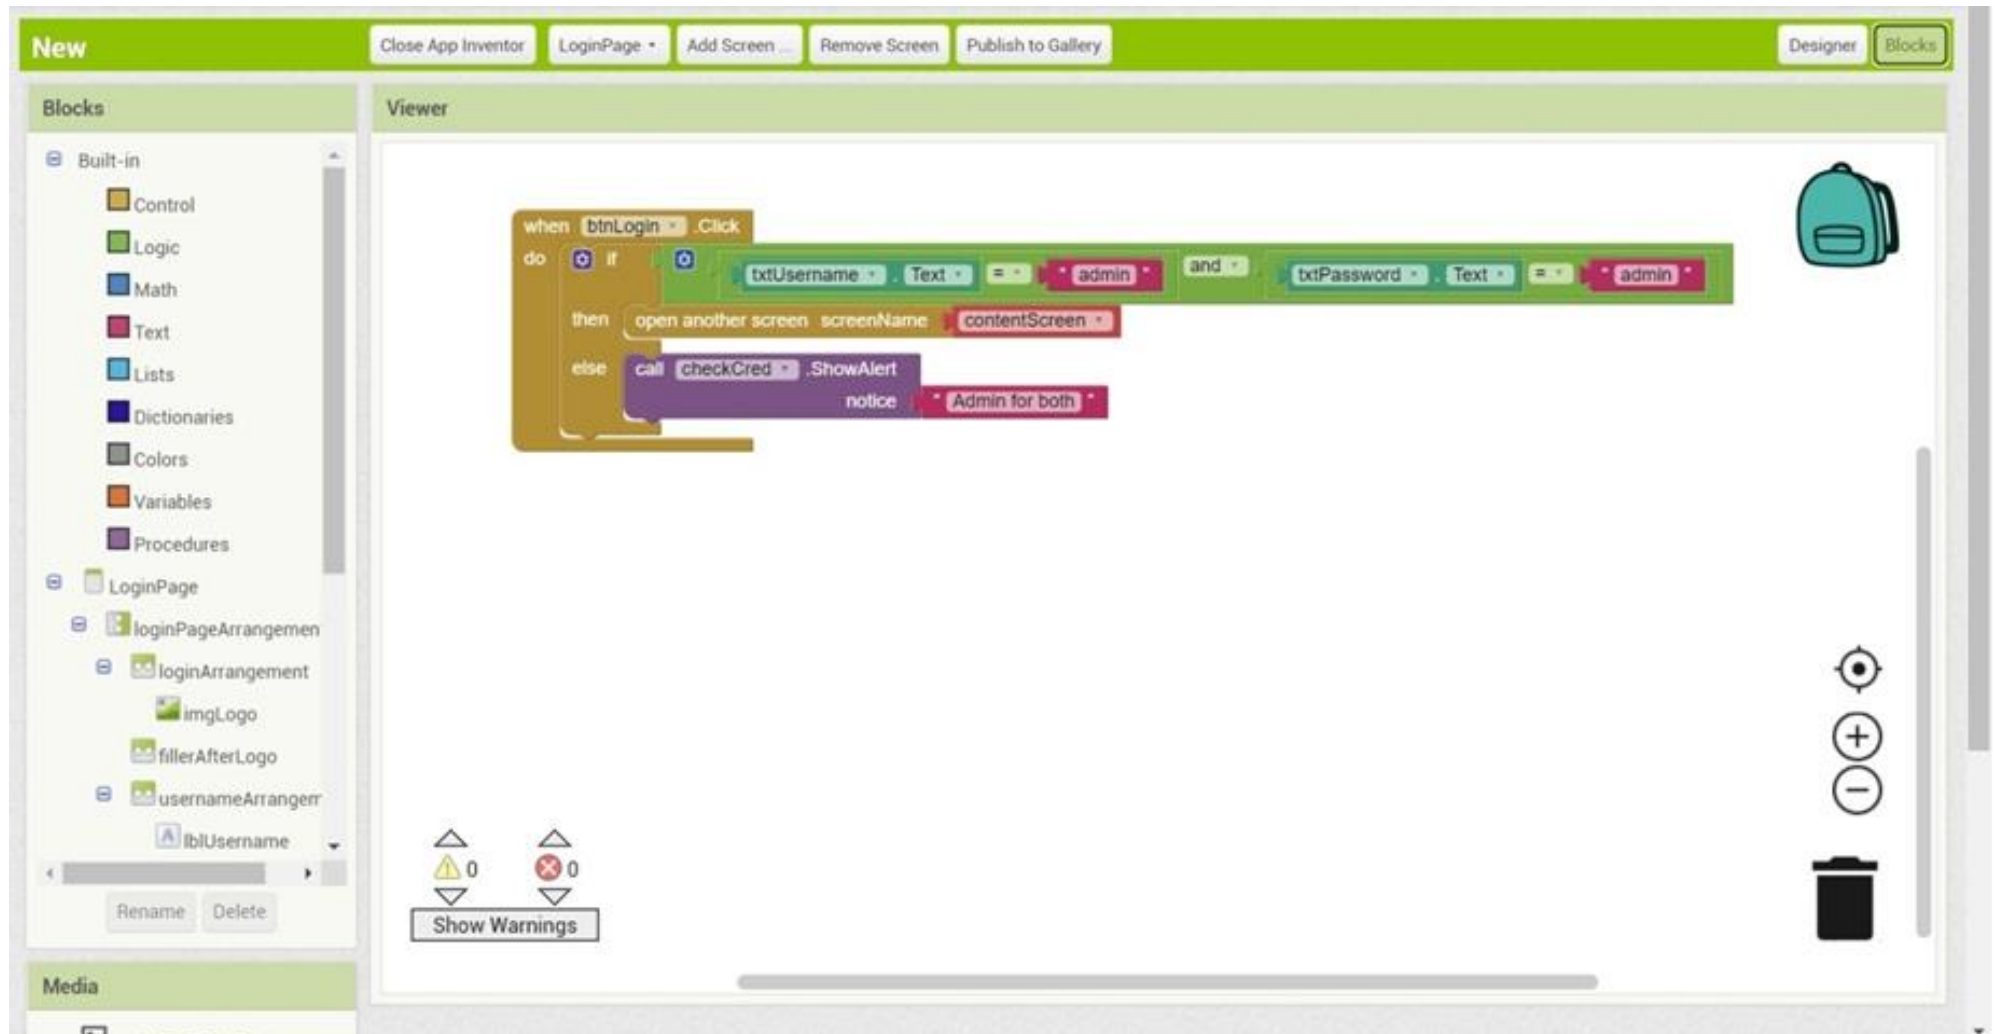 New
Close App Inventor
LoginPage
Add Screen ...
Remove Screen
Publish to Gallery
Designer
Blocks
Blocks
Viewer
Built-in
Control
Logic
Math
Text
Lists
Dictionaries
Colors
Variables
Procedures
LoginPage
loginPageArrangemen
loginArrangement
imgLogo
fillerAfterLogo
usernameArrangem
lblUsername
Rename
Delete
Media
when btnLogin .Click
do if txtUsername . Text = " admin " and txtPassword . Text = " admin "
then open another screen screenName contentScreen
else call checkCred .ShowAlert
notice " Admin for both "
0 0
Show Warnings